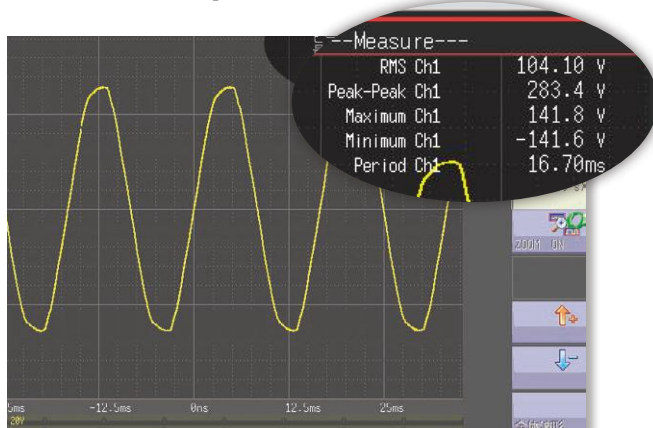 --Measure---
RMS Ch1 104.10 V
Peak-Peak Ch1 283.4 V
Maximum Ch1 141.8 V
Minimum Ch1 -141.6 V
Period Ch1 16.70ms
ZOOM ON
5ms -12.5ms 0ns 12.5ms 25ms
20V